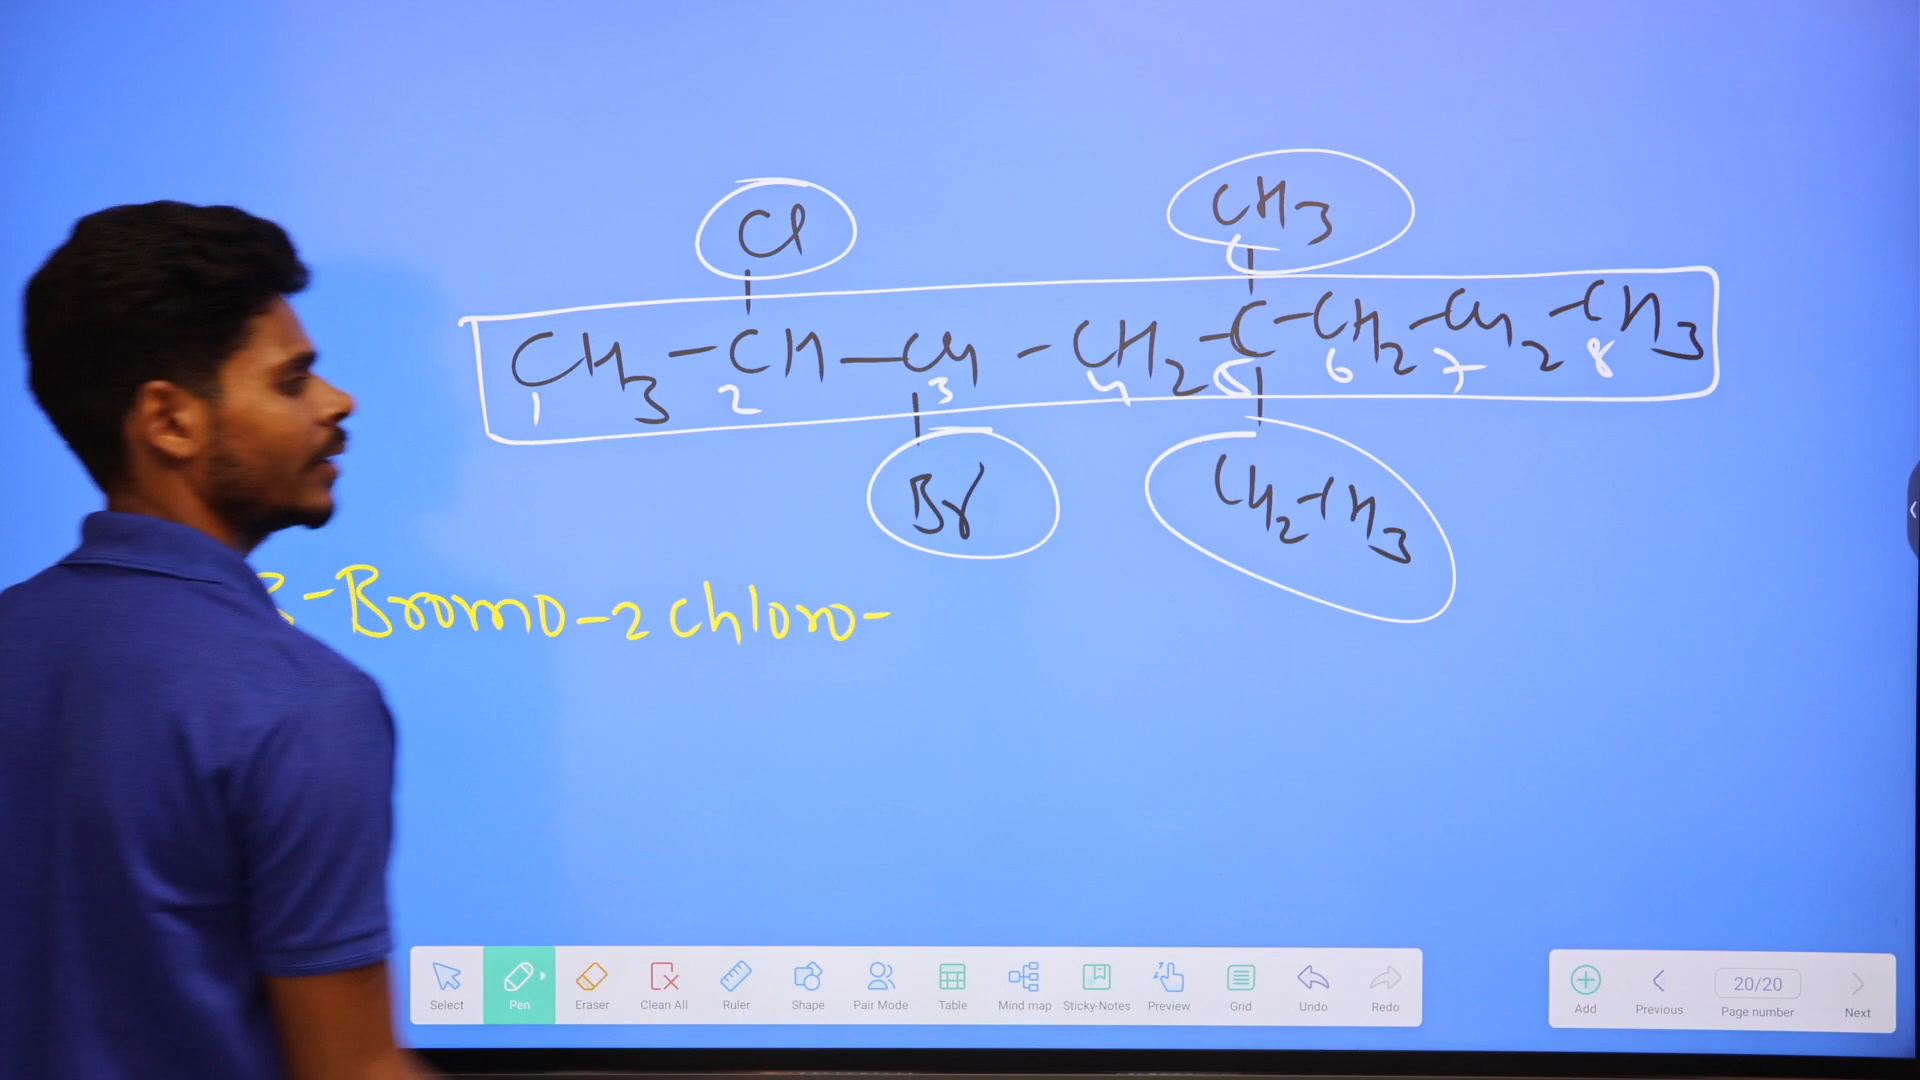 Cl CH3
CH3-CH-CH-CH2-C-CH2-CH2-CH3
1 2 3 4 5 6 7 8
Br CH2-CH3
3-Bromo-2 chloro-
Select Pen Eraser Clean All Ruler Shape Pair Mode Table Mind map Sticky-Notes Preview Grid Undo Redo
Add Previous 20/20 Page number Next